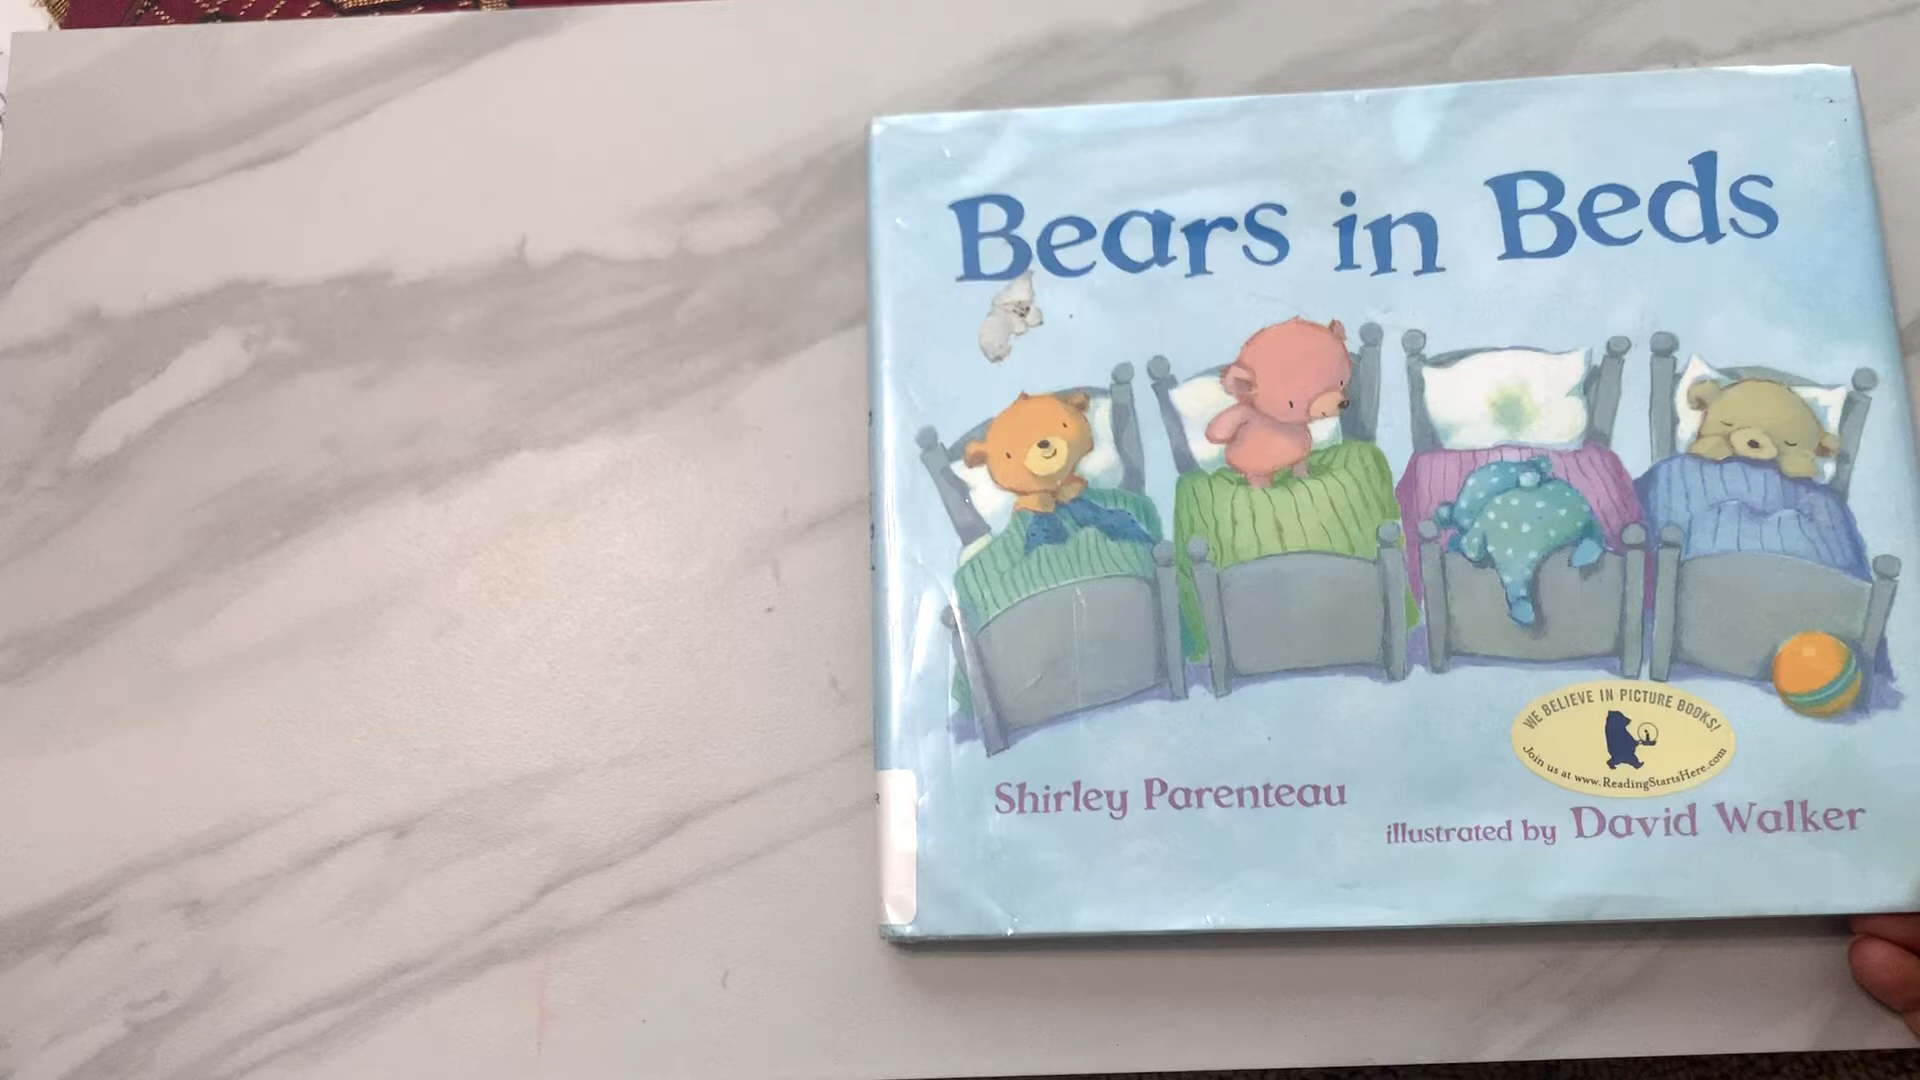 Bears in Beds
WE BELIEVE IN PICTURE BOOKS!
Join us at www.ReadingStartsHere.com
Shirley Parenteau
illustrated by David Walker
R